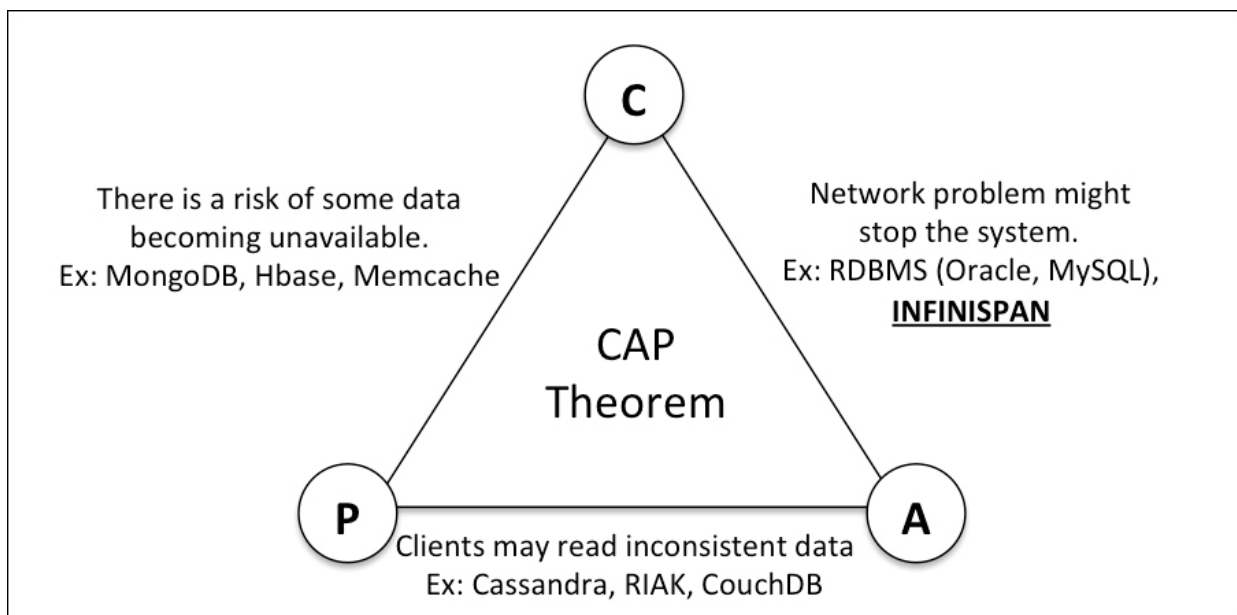 C
There is a risk of some data
becoming unavailable.
Ex: MongoDB, Hbase, Memcache
Network problem might
stop the system.
Ex: RDBMS (Oracle, MySQL),
INFINISPAN
CAP
Theorem
P
A
Clients may read inconsistent data
Ex: Cassandra, RIAK, CouchDB